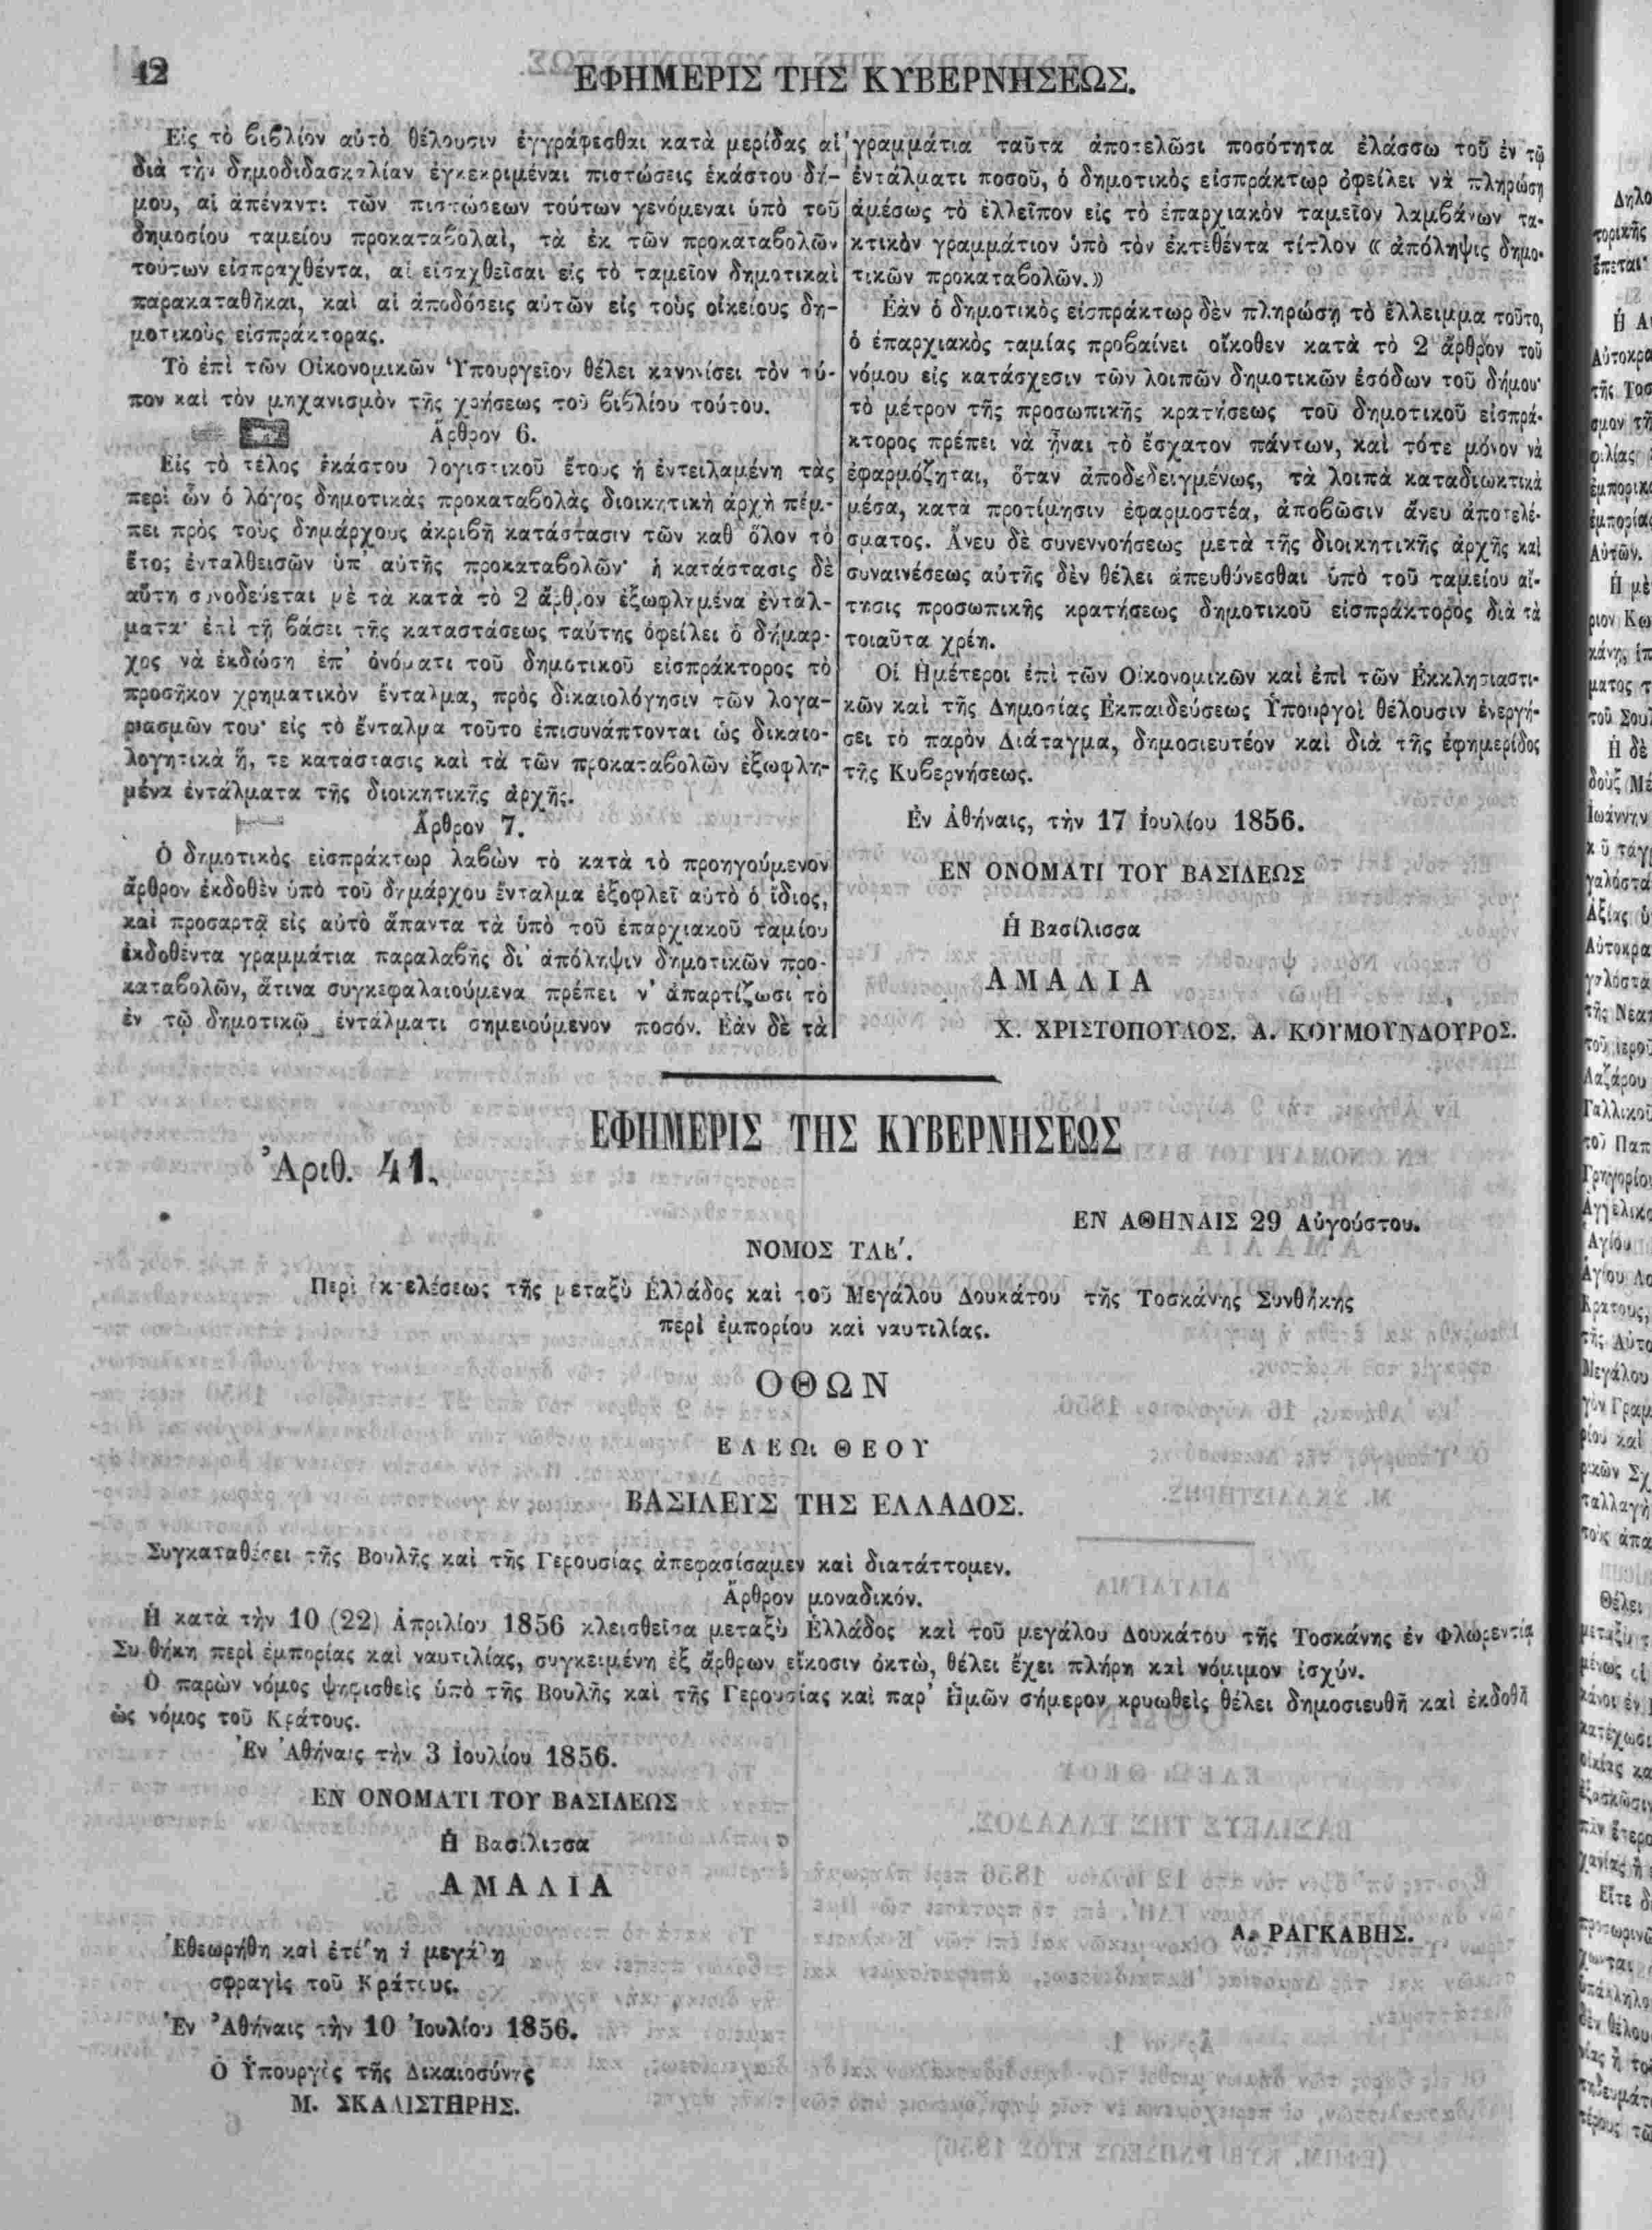 12
ΕΦΗΜΕΡΙΣ ΤΗΣ ΚΥΒΕΡΝΗΣΕΩΣ.
Εἰς τὸ βιβλίον αὐτὸ θέλουσιν ἐγγράφεσθαι κατὰ μερίδας αἱ
διὰ τὴν δημοδιδασκαλίαν ἐγκεκριμέναι πιστώσεις ἑκάστου δή-
μου, αἱ ἀπέναντι τῶν πιστώσεων τούτων γενόμεναι ὑπὸ τοῦ
δημοσίου ταμείου προκαταβολαὶ, τὰ ἐκ τῶν προκαταβολῶν
τούτων εἰσπραχθέντα, αἱ εἰσαχθεῖσαι εἰς τὸ ταμεῖον δημοτικαὶ
παρακαταθῆκαι, καὶ αἱ ἀποδόσεις αὐτῶν εἰς τοὺς οἰκείους δη-
μοτικοὺς εἰσπράκτορας.
Τὸ ἐπὶ τῶν Οἰκονομικῶν Ὑπουργεῖον θέλει κανονίσει τὸν τύ-
πον καὶ τὸν μηχανισμὸν τῆς χρήσεως τοῦ βιβλίου τούτου.
Ἄρθρον 6.
Εἰς τὸ τέλος ἑκάστου λογιστικοῦ ἔτους ἡ ἐντειλαμένη τὰς
περὶ ὧν ὁ λόγος δημοτικὰς προκαταβολὰς διοικητικὴ ἀρχὴ πέμ-
πει πρὸς τοὺς δημάρχους ἀκριβῆ κατάστασιν τῶν καθ᾽ ὅλον τὸ
ἔτος ἐνταλθεισῶν ὑπ᾽ αὐτῆς προκαταβολῶν· ἡ κατάστασις δὲ
αὕτη συνοδεύεται μὲ τὰ κατὰ τὸ 2 ἄρθρον ἐξωφλημένα ἐντάλ-
ματα· ἐπὶ τῇ βάσει τῆς καταστάσεως ταύτης ὀφείλει ὁ δήμαρ-
χος νὰ ἐκδώσῃ ἐπ᾽ ὀνόματι τοῦ δημοτικοῦ εἰσπράκτορος τὸ
προσῆκον χρηματικὸν ἔνταλμα, πρὸς δικαιολόγησιν τῶν λογα-
ριασμῶν του· εἰς τὸ ἔνταλμα τοῦτο ἐπισυνάπτονται ὡς δικαιο-
λογητικὰ ἥ, τε κατάστασις καὶ τὰ τῶν προκαταβολῶν ἐξωφλη-
μένα ἐντάλματα τῆς διοικητικῆς ἀρχῆς.
Ἄρθρον 7.
Ὁ δημοτικὸς εἰσπράκτωρ λαβὼν τὸ κατὰ τὸ προηγούμενον
ἄρθρον ἐκδοθὲν ὑπὸ τοῦ δημάρχου ἔνταλμα ἐξοφλεῖ αὐτὸ ὁ ἴδιος,
καὶ προσαρτᾷ εἰς αὐτὸ ἅπαντα τὰ ὑπὸ τοῦ ἐπαρχιακοῦ ταμίου
ἐκδοθέντα γραμμάτια παραλαβῆς δι᾽ ἀπόληψιν δημοτικῶν προ-
καταβολῶν, ἅτινα συγκεφαλαιούμενα πρέπει ν᾽ ἀπαρτίζωσι τὸ
ἐν τῷ δημοτικῷ ἐντάλματι σημειούμενον ποσόν. Ἐὰν δὲ τὰ
γραμμάτια ταῦτα ἀποτελῶσι ποσότητα ἐλάσσω τοῦ ἐν τῷ
ἐντάλματι ποσοῦ, ὁ δημοτικὸς εἰσπράκτωρ ὀφείλει νὰ πληρώσῃ
ἀμέσως τὸ ἐλλεῖπον εἰς τὸ ἐπαρχιακὸν ταμεῖον λαμβάνων τα-
κτικὸν γραμμάτιον ὑπὸ τὸν ἐκτεθέντα τίτλον « ἀπόληψις δημο-
τικῶν προκαταβολῶν.»
Ἐὰν ὁ δημοτικὸς εἰσπράκτωρ δὲν πληρώσῃ τὸ ἔλλειμμα τοῦτο,
ὁ ἐπαρχιακὸς ταμίας προβαίνει οἴκοθεν κατὰ τὸ 2 ἄρθρον τοῦ
νόμου εἰς κατάσχεσιν τῶν λοιπῶν δημοτικῶν ἐσόδων τοῦ δήμου·
τὸ μέτρον τῆς προσωπικῆς κρατήσεως τοῦ δημοτικοῦ εἰσπρά-
κτορος πρέπει νὰ ἦναι τὸ ἔσχατον πάντων, καὶ τότε μόνον νὰ
ἐφαρμόζηται, ὅταν ἀποδεδειγμένως, τὰ λοιπὰ καταδιωκτικὰ
μέσα, κατὰ προτίμησιν ἐφαρμοστέα, ἀποβῶσιν ἄνευ ἀποτελέ-
σματος. Ἄνευ δὲ συνεννοήσεως μετὰ τῆς διοικητικῆς ἀρχῆς καὶ
συναινέσεως αὐτῆς δὲν θέλει ἀπευθύνεσθαι ὑπὸ τοῦ ταμείου αἴ-
τησις προσωπικῆς κρατήσεως δημοτικοῦ εἰσπράκτορος διὰ τὰ
τοιαῦτα χρέη.
Οἱ Ἡμέτεροι ἐπὶ τῶν Οἰκονομικῶν καὶ ἐπὶ τῶν Ἐκκλησιαστι-
κῶν καὶ τῆς Δημοσίας Ἐκπαιδεύσεως Ὑπουργοὶ θέλουσιν ἐνεργή-
σει τὸ παρὸν Διάταγμα, δημοσιευτέον καὶ διὰ τῆς ἐφημερίδος
τῆς Κυβερνήσεως.
Ἐν Ἀθήναις, τὴν 17 Ἰουλίου 1856.
ΕΝ ΟΝΟΜΑΤΙ ΤΟΥ ΒΑΣΙΛΕΩΣ
Ἡ Βασίλισσα
ΑΜΑΛΙΑ
Χ. ΧΡΙΣΤΟΠΟΥΛΟΣ. Α. ΚΟΥΜΟΥΝΔΟΥΡΟΣ.
ΕΦΗΜΕΡΙΣ ΤΗΣ ΚΥΒΕΡΝΗΣΕΩΣ
Ἀριθ. 41.
ΕΝ ΑΘΗΝΑΙΣ 29 Αὐγούστου.
ΝΟΜΟΣ ΤΛΕ΄.
Περὶ ἐκτελέσεως τῆς μεταξὺ Ἑλλάδος καὶ τοῦ Μεγάλου Δουκάτου τῆς Τοσκάνης Συνθήκης
περὶ ἐμπορίου καὶ ναυτιλίας.
ΟΘΩΝ
ΕΛΕΩι ΘΕΟΥ
ΒΑΣΙΛΕΥΣ ΤΗΣ ΕΛΛΑΔΟΣ.
Συγκαταθέσει τῆς Βουλῆς καὶ τῆς Γερουσίας ἀπεφασίσαμεν καὶ διατάττομεν.
Ἄρθρον μοναδικόν.
Ἡ κατὰ τὴν 10 (22) Ἀπριλίου 1856 κλεισθεῖσα μεταξὺ Ἑλλάδος καὶ τοῦ μεγάλου Δουκάτου τῆς Τοσκάνης ἐν Φλωρεντίᾳ
Συνθήκη περὶ ἐμπορίας καὶ ναυτιλίας, συγκειμένη ἐξ ἄρθρων εἴκοσιν ὀκτὼ, θέλει ἔχει πλήρη καὶ νόμιμον ἰσχύν.
Ὁ παρὼν νόμος ψηφισθεὶς ὑπὸ τῆς Βουλῆς καὶ τῆς Γερουσίας καὶ παρ᾽ Ἡμῶν σήμερον κρυωθεὶς θέλει δημοσιευθῆ καὶ ἐκδοθῆ
ὡς νόμος τοῦ Κράτους.
Ἐν Ἀθήναις τὴν 3 Ἰουλίου 1856.
ΕΝ ΟΝΟΜΑΤΙ ΤΟΥ ΒΑΣΙΛΕΩΣ
Ἡ Βασίλισσα
ΑΜΑΛΙΑ
Α. ΡΑΓΚΑΒΗΣ.
Ἐθεωρήθη καὶ ἐτέθη ἡ μεγάλη
σφραγὶς τοῦ Κράτους.
Ἐν Ἀθήναις τὴν 10 Ἰουλίου 1856.
Ὁ Ὑπουργὸς τῆς Δικαιοσύνης
Μ. ΣΚΑΛΙΣΤΗΡΗΣ.